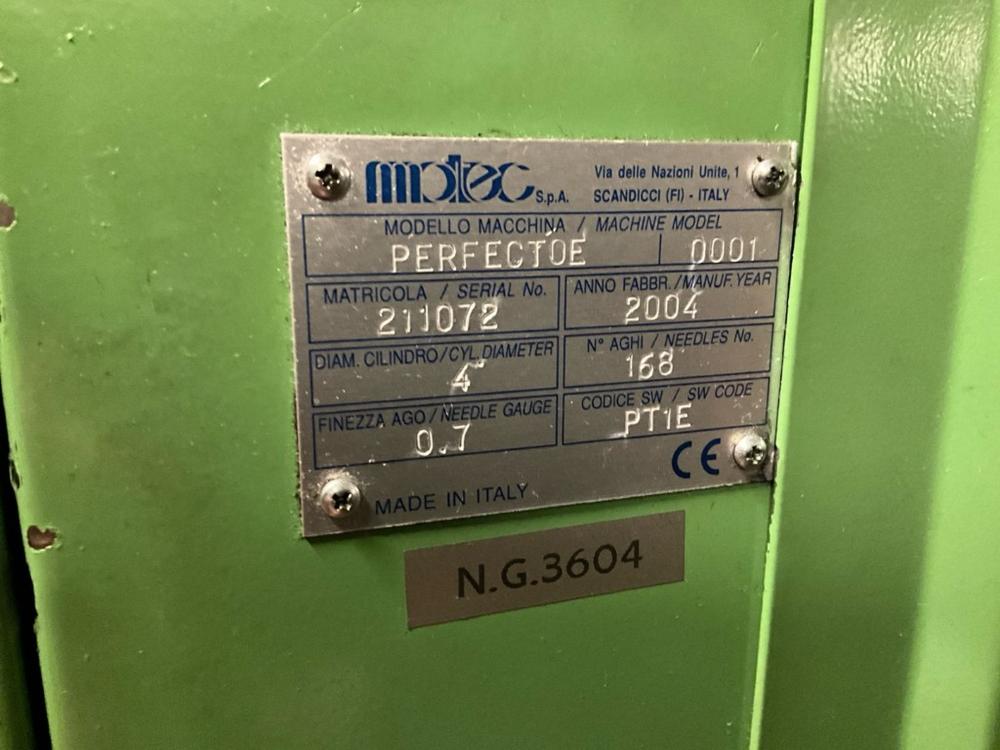 motec S.p.A.
Via delle Nazioni Unite, 1
SCANDICCI (FI) - ITALY
MODELLO MACCHINA / MACHINE MODEL
PERFECTOE 0001
MATRICOLA / SERIAL No.
211072
ANNO FABBR./MANUF. YEAR
2004
DIAM. CILINDRO/CYL. DIAMETER
4"
N° AGHI / NEEDLES No.
168
FINEZZA AGO / NEEDLE GAUGE
0.7
CODICE SW / SW CODE
PT1E
CE
MADE IN ITALY
N.G.3604